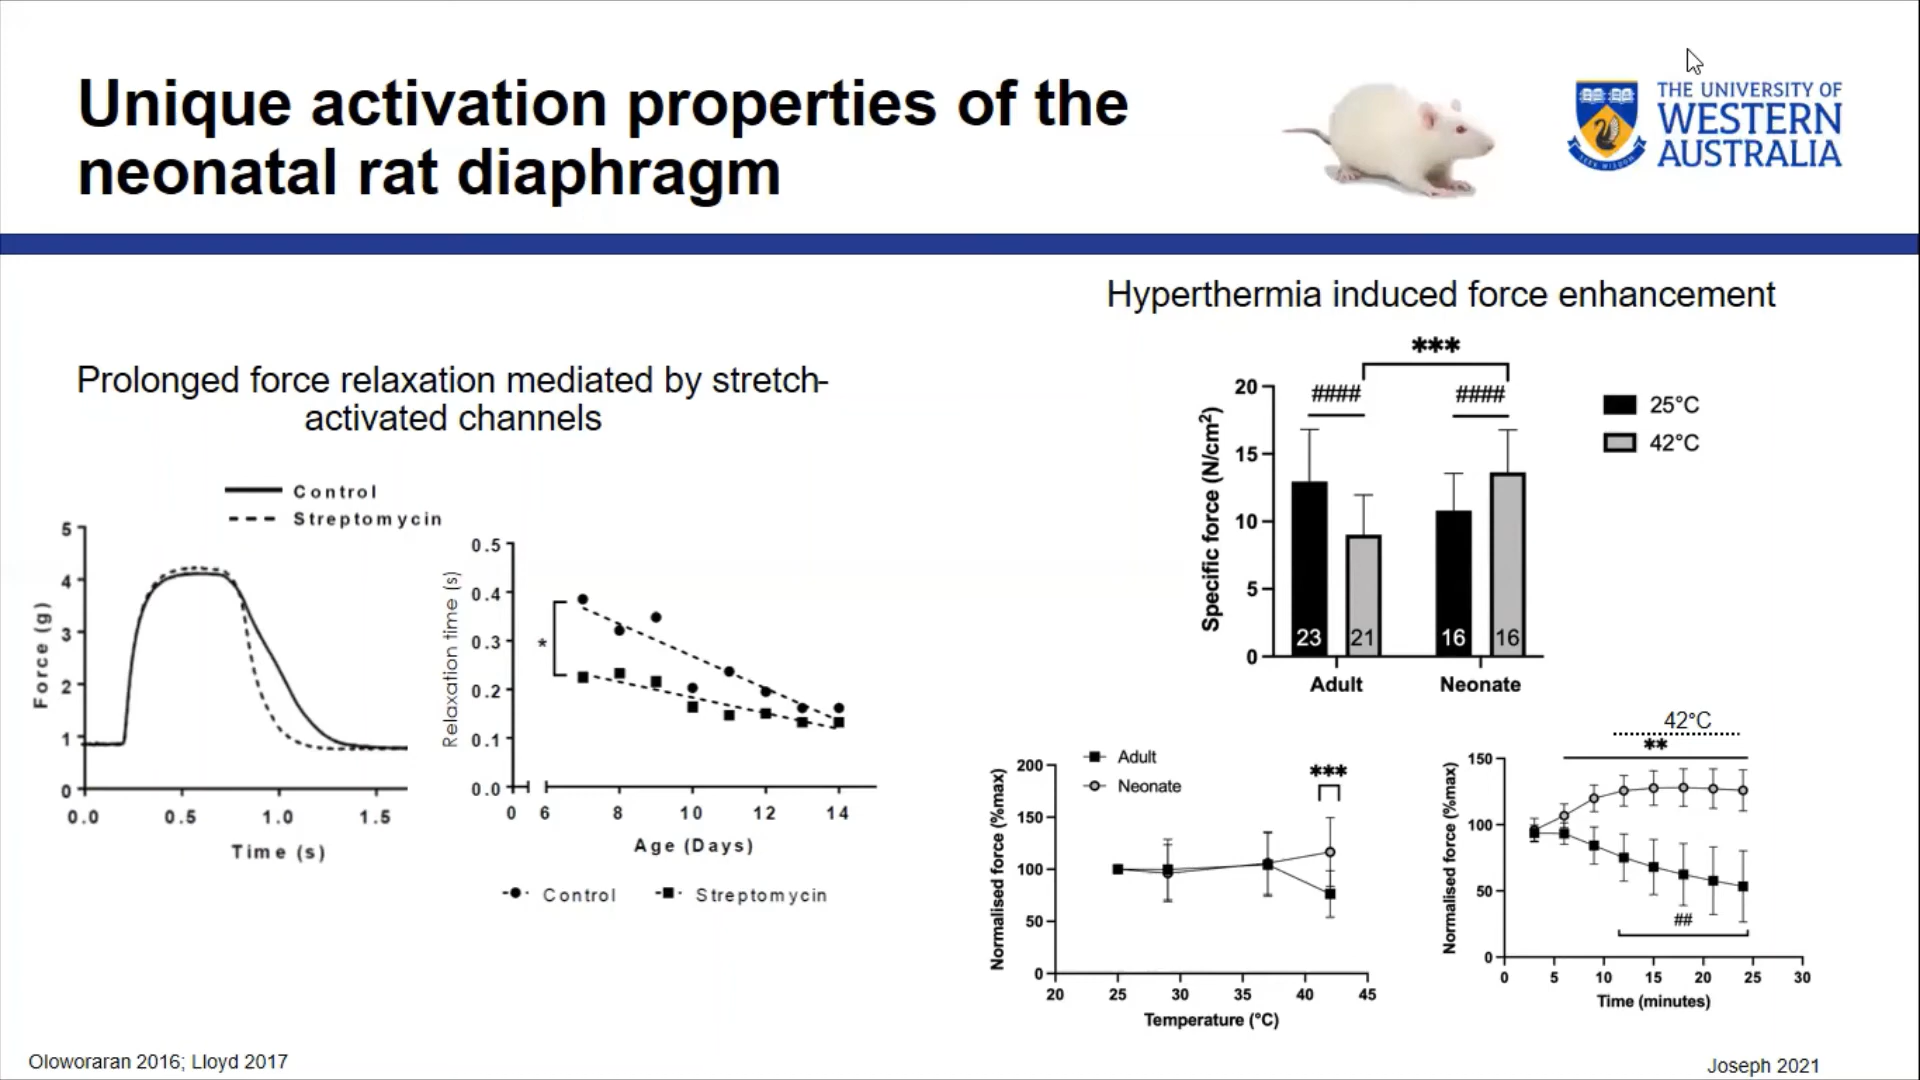 Unique activation properties of the
neonatal rat diaphragm
THE UNIVERSITY OF
WESTERN
AUSTRALIA
Prolonged force relaxation mediated by stretch-
activated channels
Control
Streptomycin
5
4
3
2
1
0
Force (g)
0.0 0.5 1.0 1.5
Time (s)
0.5
0.4
0.3
0.2
0.1
0.0
Relaxation time (s)
*
0 6 8 10 12 14
Age (Days)
Control Streptomycin
Hyperthermia induced force enhancement
***
#### ####
25°C
42°C
20
15
10
5
0
Specific force (N/cm²)
23 21 16 16
Adult Neonate
Adult
Neonate
***
200
150
100
50
0
Normalised force (%max)
20 25 30 35 40 45
Temperature (°C)
42°C
**
150
100
50
0
Normalised force (%max)
##
0 5 10 15 20 25 30
Time (minutes)
Oloworaran 2016; Lloyd 2017
Joseph 2021